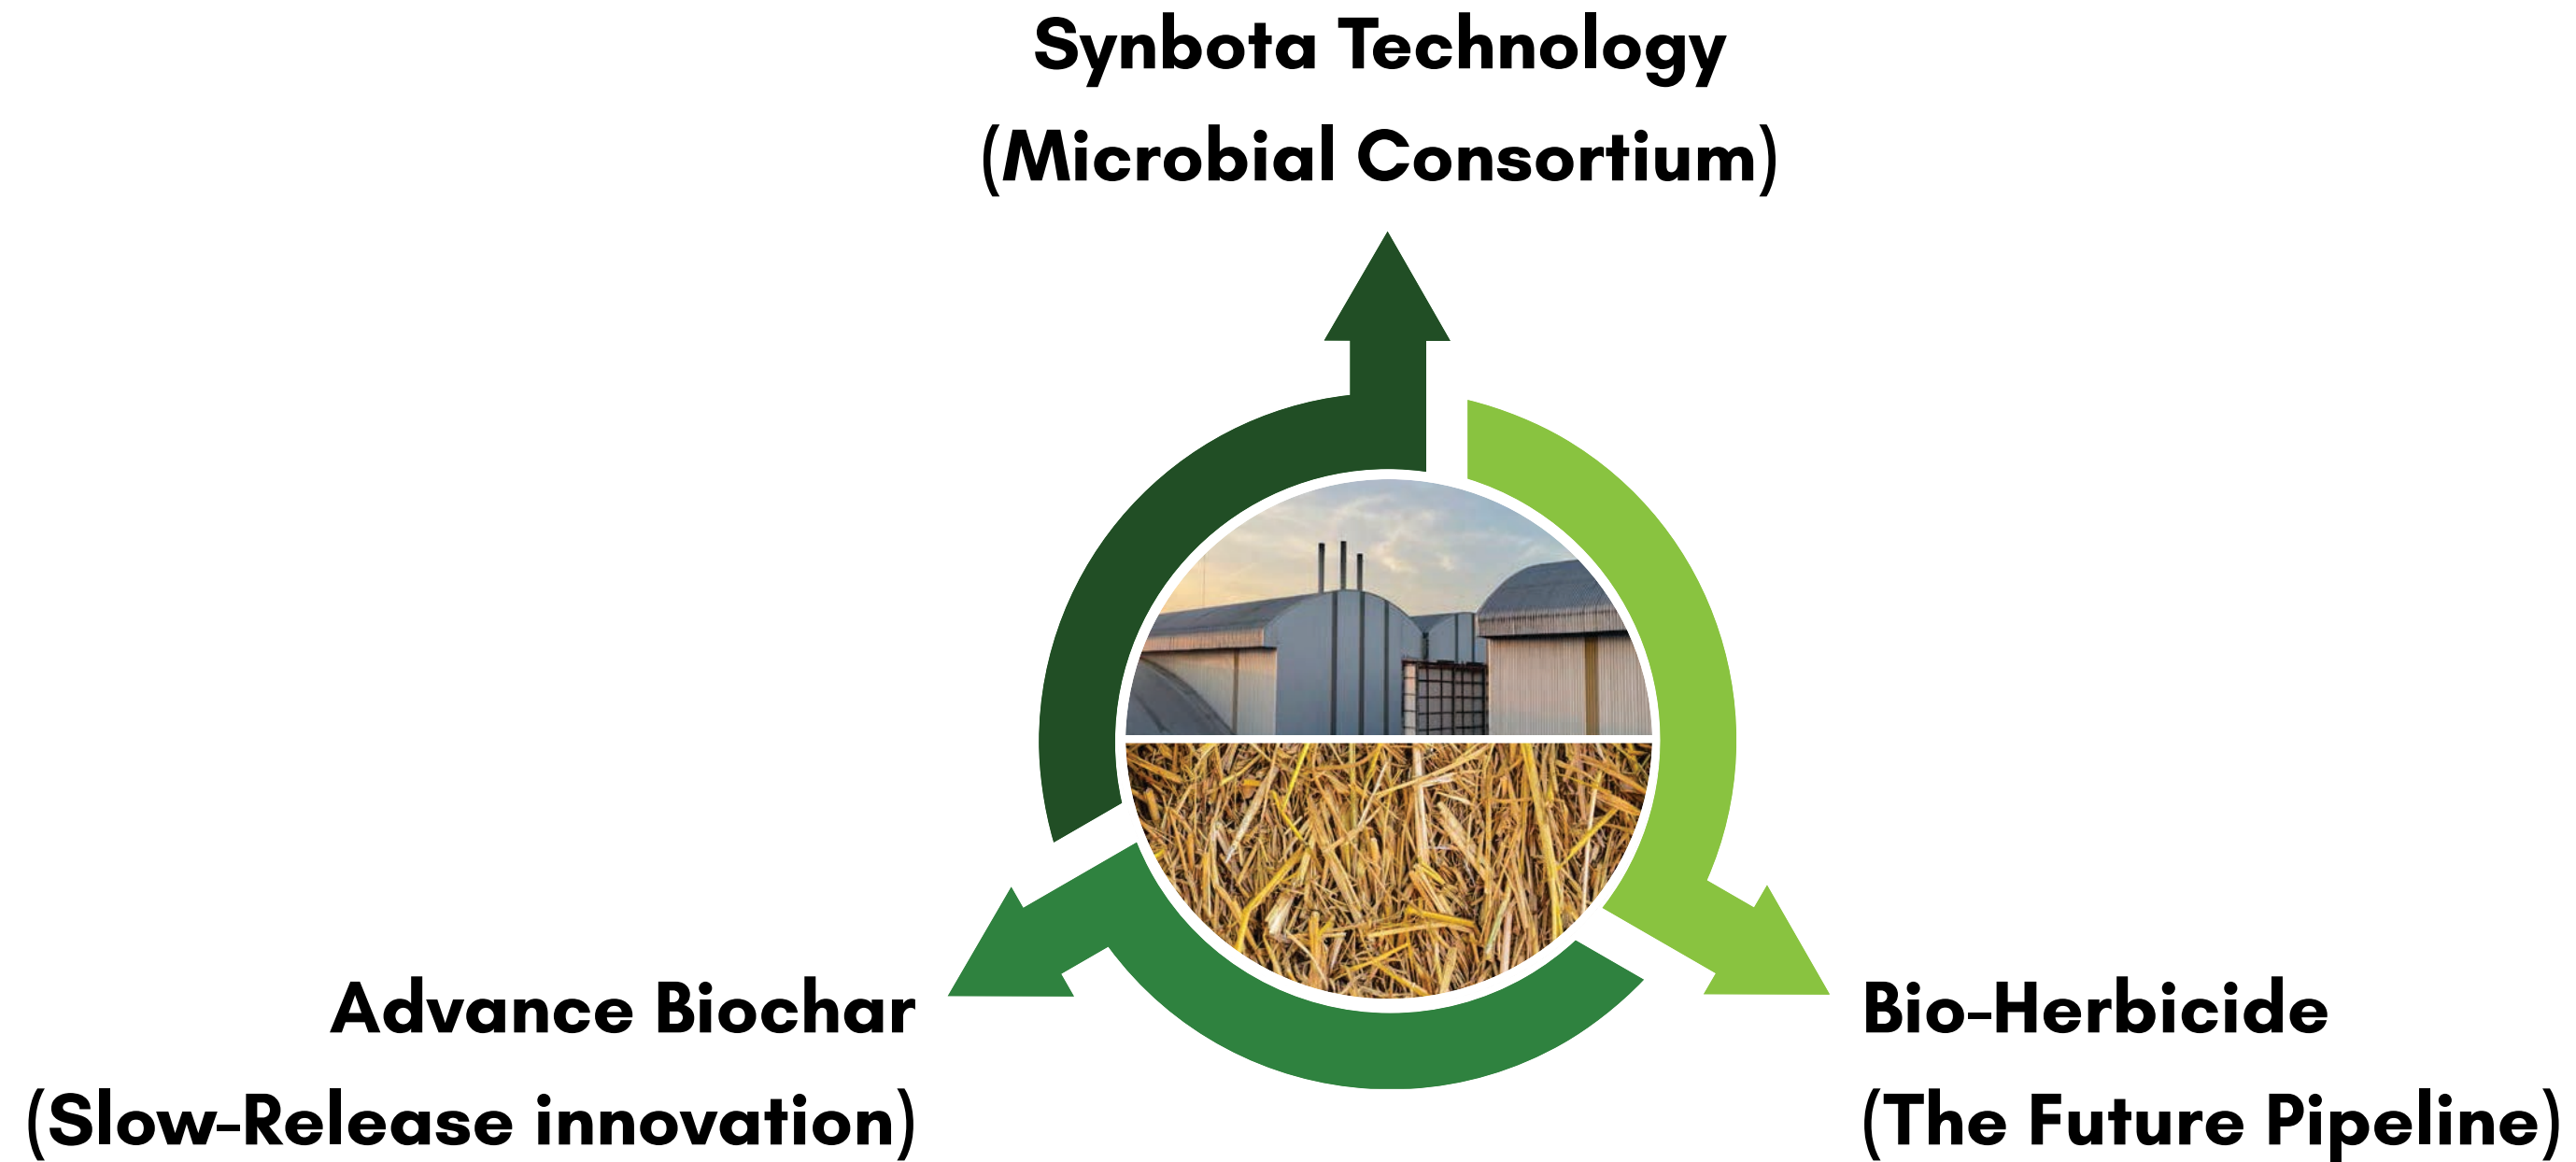 Synbota Technology
(Microbial Consortium)
Advance Biochar
(Slow-Release innovation)
Bio-Herbicide
(The Future Pipeline)